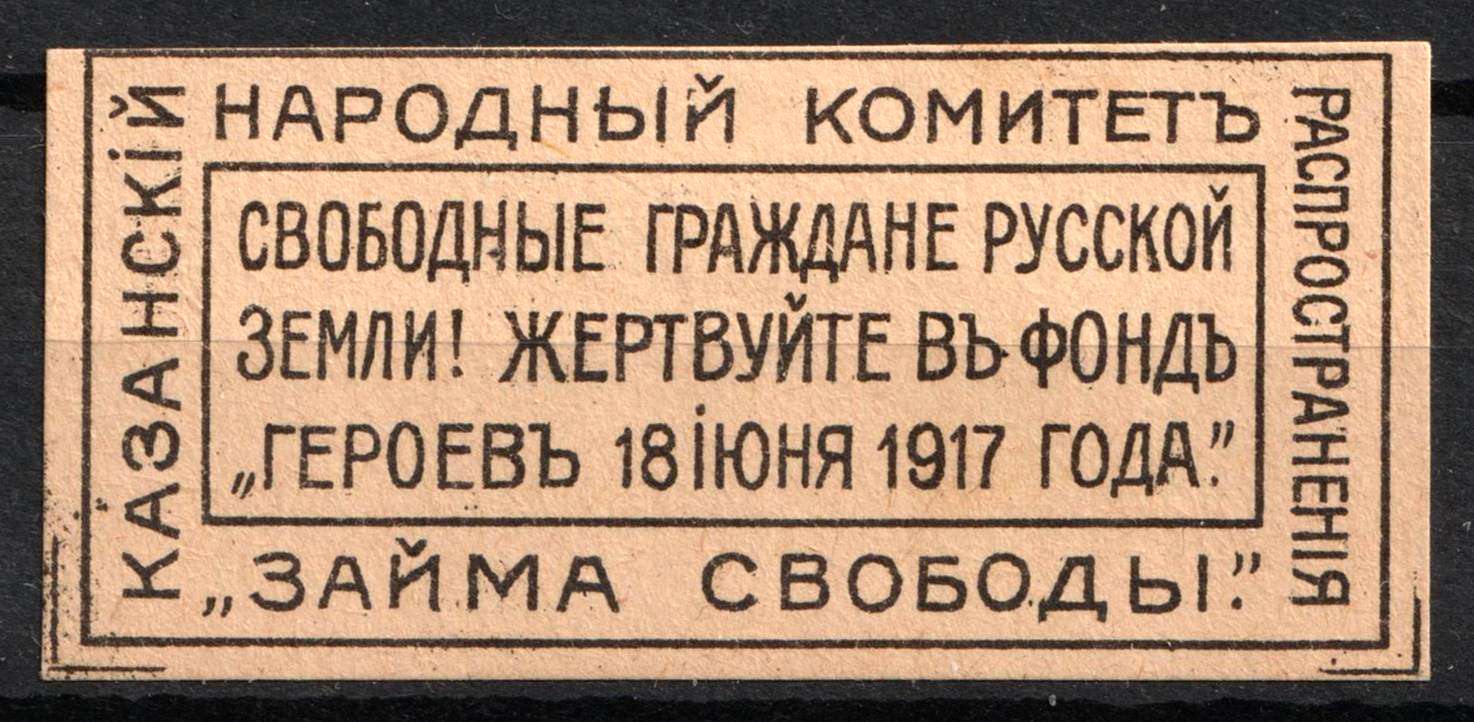 КАЗАНСКІЙ
НАРОДНЫЙ КОМИТЕТЪ
РАСПРОСТРАНЕНІЯ
„ЗАЙМА СВОБОДЫ.”
СВОБОДНЫЕ ГРАЖДАНЕ РУССКОЙ
ЗЕМЛИ! ЖЕРТВУЙТЕ ВЪ ФОНДЪ
„ГЕРОЕВЪ 18 ІЮНЯ 1917 ГОДА.”